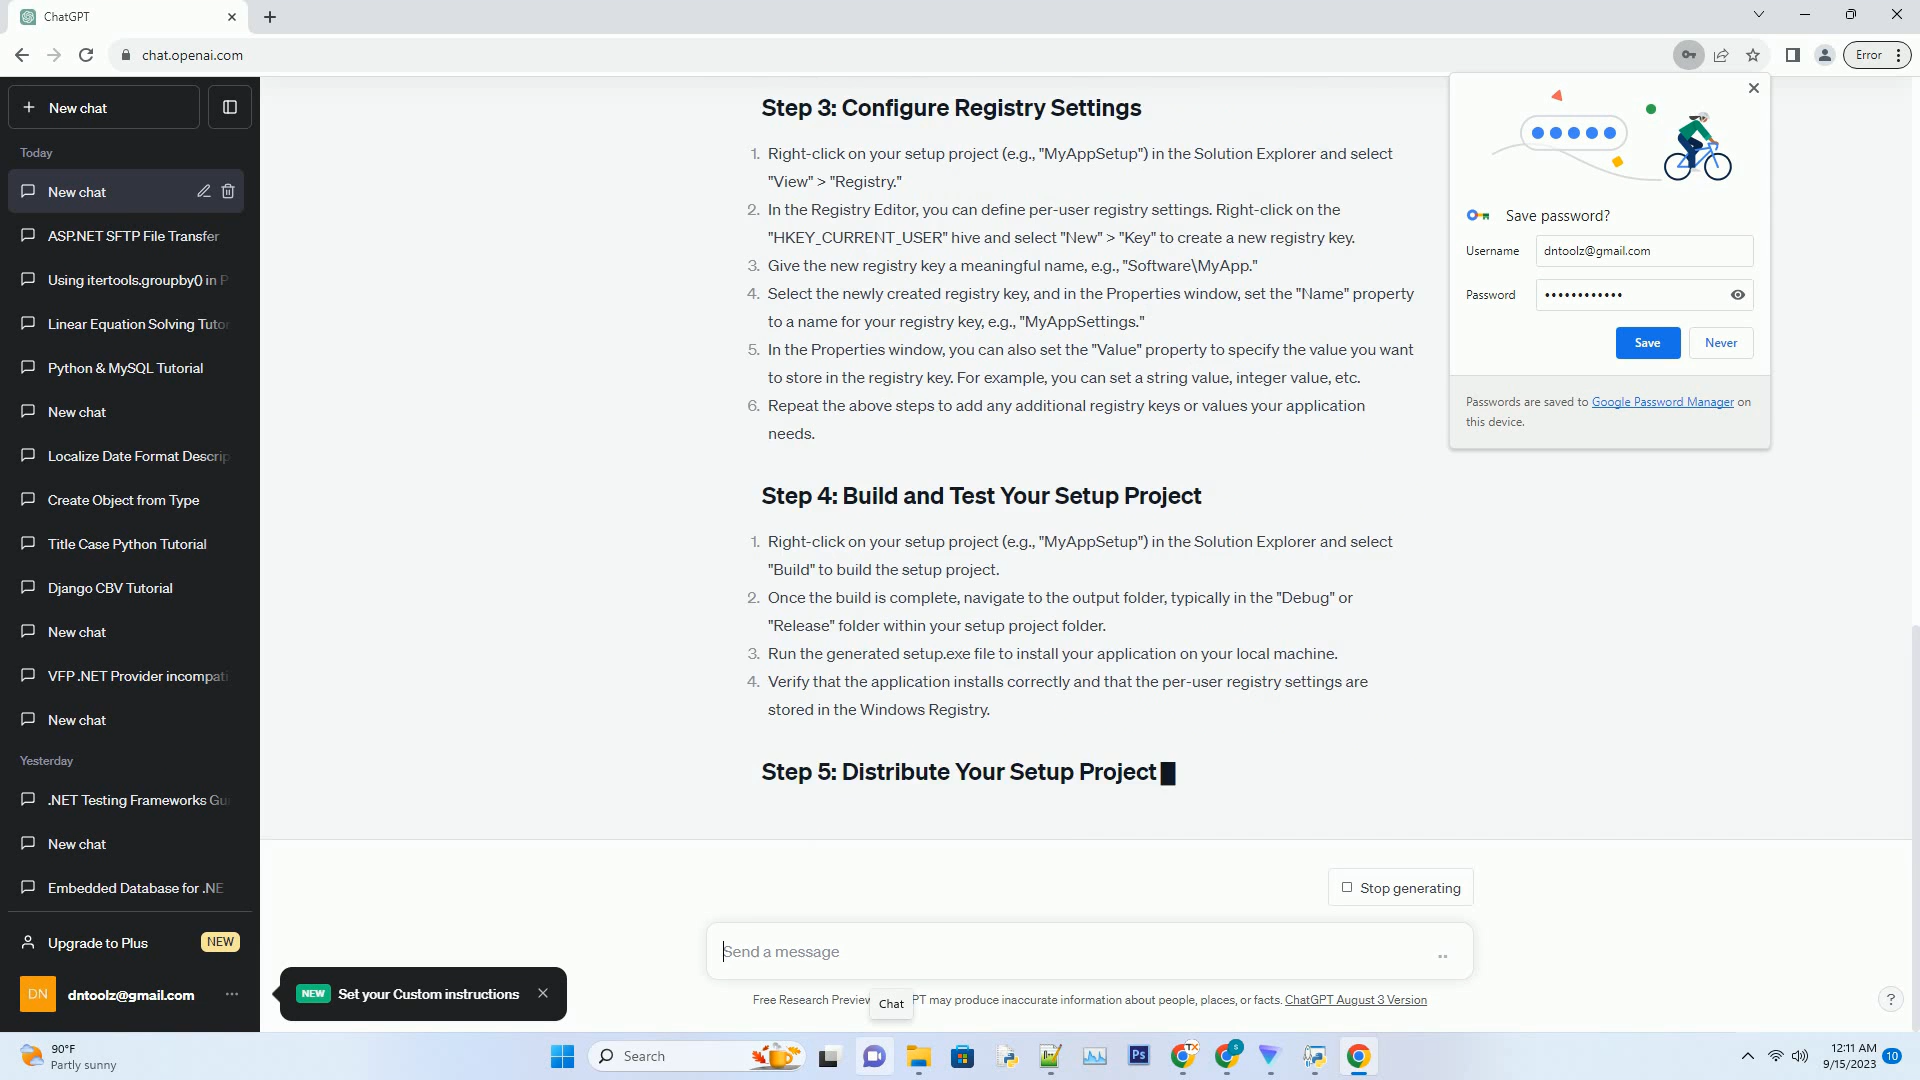 ChatGPT
chat.openai.com
Error
New chat
Today
New chat
ASP.NET SFTP File Transfer
Using itertools.groupby() in P
Linear Equation Solving Tutor
Python & MySQL Tutorial
New chat
Localize Date Format Descrip
Create Object from Type
Title Case Python Tutorial
Django CBV Tutorial
New chat
VFP .NET Provider incompati
New chat
Yesterday
.NET Testing Frameworks Gu
New chat
Embedded Database for .NE
Upgrade to Plus NEW
DN dntoolz@gmail.com
Step 3: Configure Registry Settings
1. Right-click on your setup project (e.g., "MyAppSetup") in the Solution Explorer and select
"View" > "Registry."
2. In the Registry Editor, you can define per-user registry settings. Right-click on the
"HKEY_CURRENT_USER" hive and select "New" > "Key" to create a new registry key.
3. Give the new registry key a meaningful name, e.g., "Software\MyApp."
4. Select the newly created registry key, and in the Properties window, set the "Name" property
to a name for your registry key, e.g., "MyAppSettings."
5. In the Properties window, you can also set the "Value" property to specify the value you want
to store in the registry key. For example, you can set a string value, integer value, etc.
6. Repeat the above steps to add any additional registry keys or values your application
needs.
Step 4: Build and Test Your Setup Project
1. Right-click on your setup project (e.g., "MyAppSetup") in the Solution Explorer and select
"Build" to build the setup project.
2. Once the build is complete, navigate to the output folder, typically in the "Debug" or
"Release" folder within your setup project folder.
3. Run the generated setup.exe file to install your application on your local machine.
4. Verify that the application installs correctly and that the per-user registry settings are
stored in the Windows Registry.
Step 5: Distribute Your Setup Project
Save password?
Username dntoolz@gmail.com
Password ••••••••••••
Save Never
Passwords are saved to Google Password Manager on
this device.
Stop generating
Send a message
NEW Set your Custom instructions
Free Research Preview PT may produce inaccurate information about people, places, or facts. ChatGPT August 3 Version
Chat
?
90°F
Partly sunny
Search
Ps
TX
S
12:11 AM
9/15/2023
10